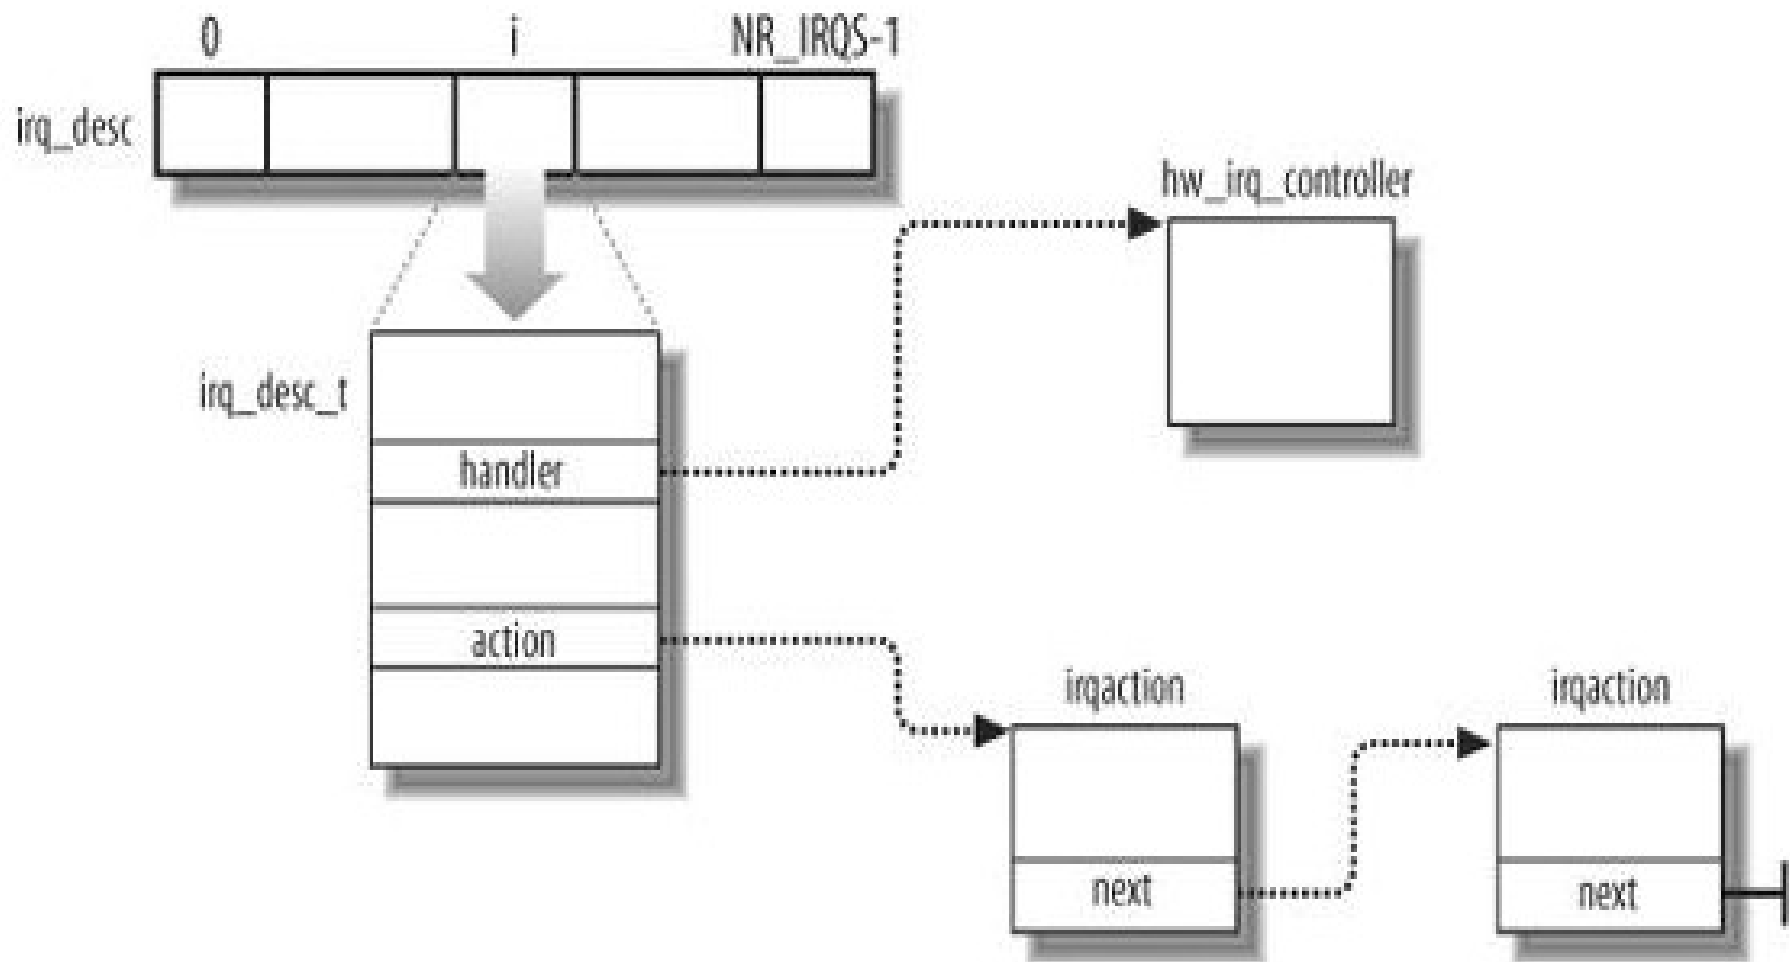 0 i NR_IRQS-1
irq_desc
hw_irq_controller
irq_desc_t
handler
action
irqaction irqaction
next next